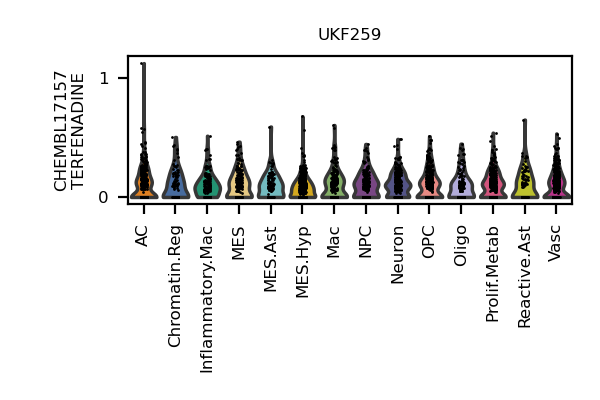 UKF259
CHEMBL17157
TERFENADINE
1
0
AC
Chromatin.Reg
Inflammatory.Mac
MES
MES.Ast
MES.Hyp
Mac
NPC
Neuron
OPC
Oligo
Prolif.Metab
Reactive.Ast
Vasc